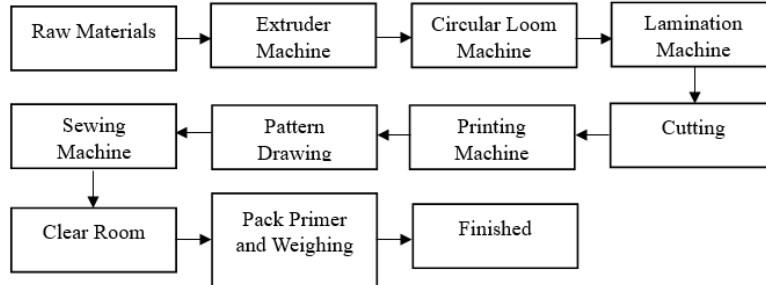 Raw Materials
Extruder
Machine
Circular Loom
Machine
Lamination
Machine
Cutting
Printing
Machine
Pattern
Drawing
Sewing
Machine
Clear Room
Pack Primer
and Weighing
Finished